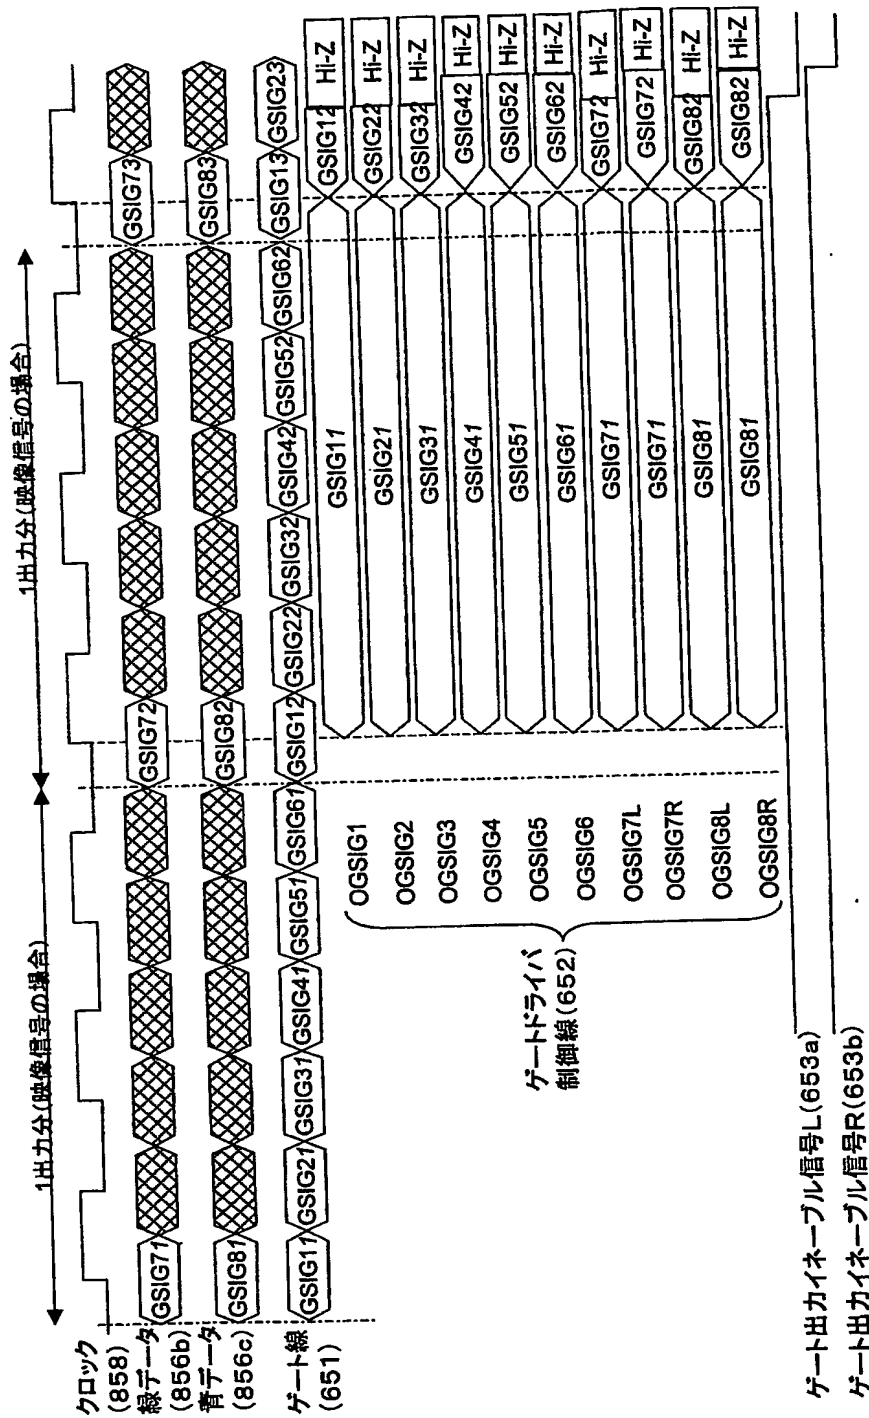 1出力分(映像信号の場合)
1出力分(映像信号の場合)
クロック
(858)
緑データ
(856b)
GSIG71
GSIG72
GSIG73
青データ
(856c)
GSIG81
GSIG82
GSIG83
ゲート線
(651)
GSIG11
GSIG21
GSIG31
GSIG41
GSIG51
GSIG61
GSIG12
GSIG22
GSIG32
GSIG42
GSIG52
GSIG62
GSIG13
GSIG23
ゲートドライバ
制御線(652)
OGSIG1
GSIG11
GSIG12
Hi-Z
OGSIG2
GSIG21
GSIG22
Hi-Z
OGSIG3
GSIG31
GSIG32
Hi-Z
OGSIG4
GSIG41
GSIG42
Hi-Z
OGSIG5
GSIG51
GSIG52
Hi-Z
OGSIG6
GSIG61
GSIG62
Hi-Z
OGSIG7L
GSIG71
GSIG72
Hi-Z
OGSIG7R
GSIG71
GSIG72
Hi-Z
OGSIG8L
GSIG81
GSIG82
Hi-Z
OGSIG8R
GSIG81
GSIG82
Hi-Z
ゲート出力イネーブル信号L(653a)
ゲート出力イネーブル信号R(653b)